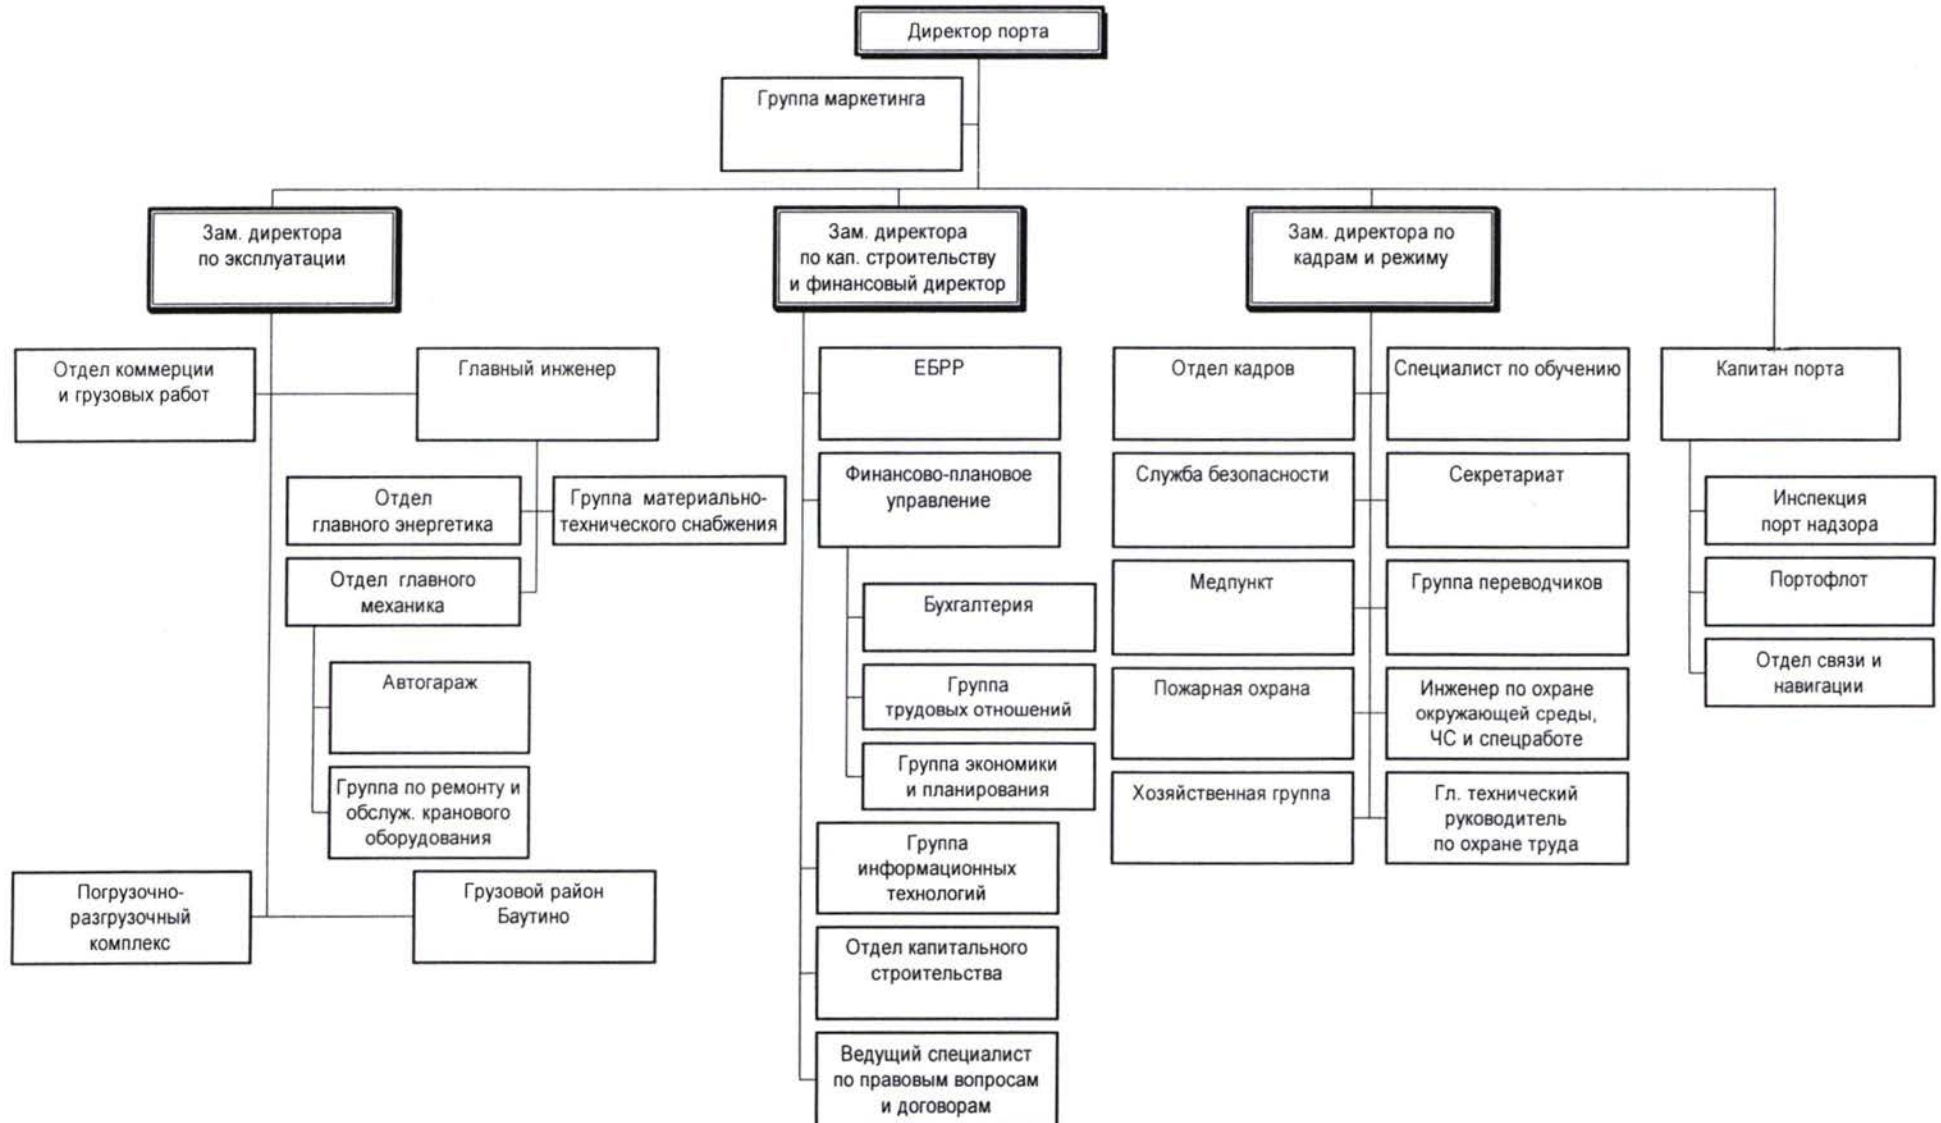 Директор порта
Группа маркетинга
Зам. директора
по эксплуатации
Зам. директора
по кап. строительству
и финансовый директор
Зам. директора по
кадрам и режиму
Отдел коммерции
и грузовых работ
Главный инженер
Отдел
главного энергетика
Группа материально-
технического снабжения
Отдел главного
механика
Автогараж
Группа по ремонту и
обслуж. кранового
оборудования
Погрузочно-
разгрузочный
комплекс
Грузовой район
Баутино
ЕБРР
Финансово-плановое
управление
Бухгалтерия
Группа
трудовых отношений
Группа экономики
и планирования
Группа
информационных
технологий
Отдел капитального
строительства
Ведущий специалист
по правовым вопросам
и договорам
Отдел кадров
Специалист по обучению
Служба безопасности
Секретариат
Медпункт
Группа переводчиков
Пожарная охрана
Инженер по охране
окружающей среды,
ЧС и спецработе
Хозяйственная группа
Гл. технический
руководитель
по охране труда
Капитан порта
Инспекция
порт надзора
Портофлот
Отдел связи и
навигации